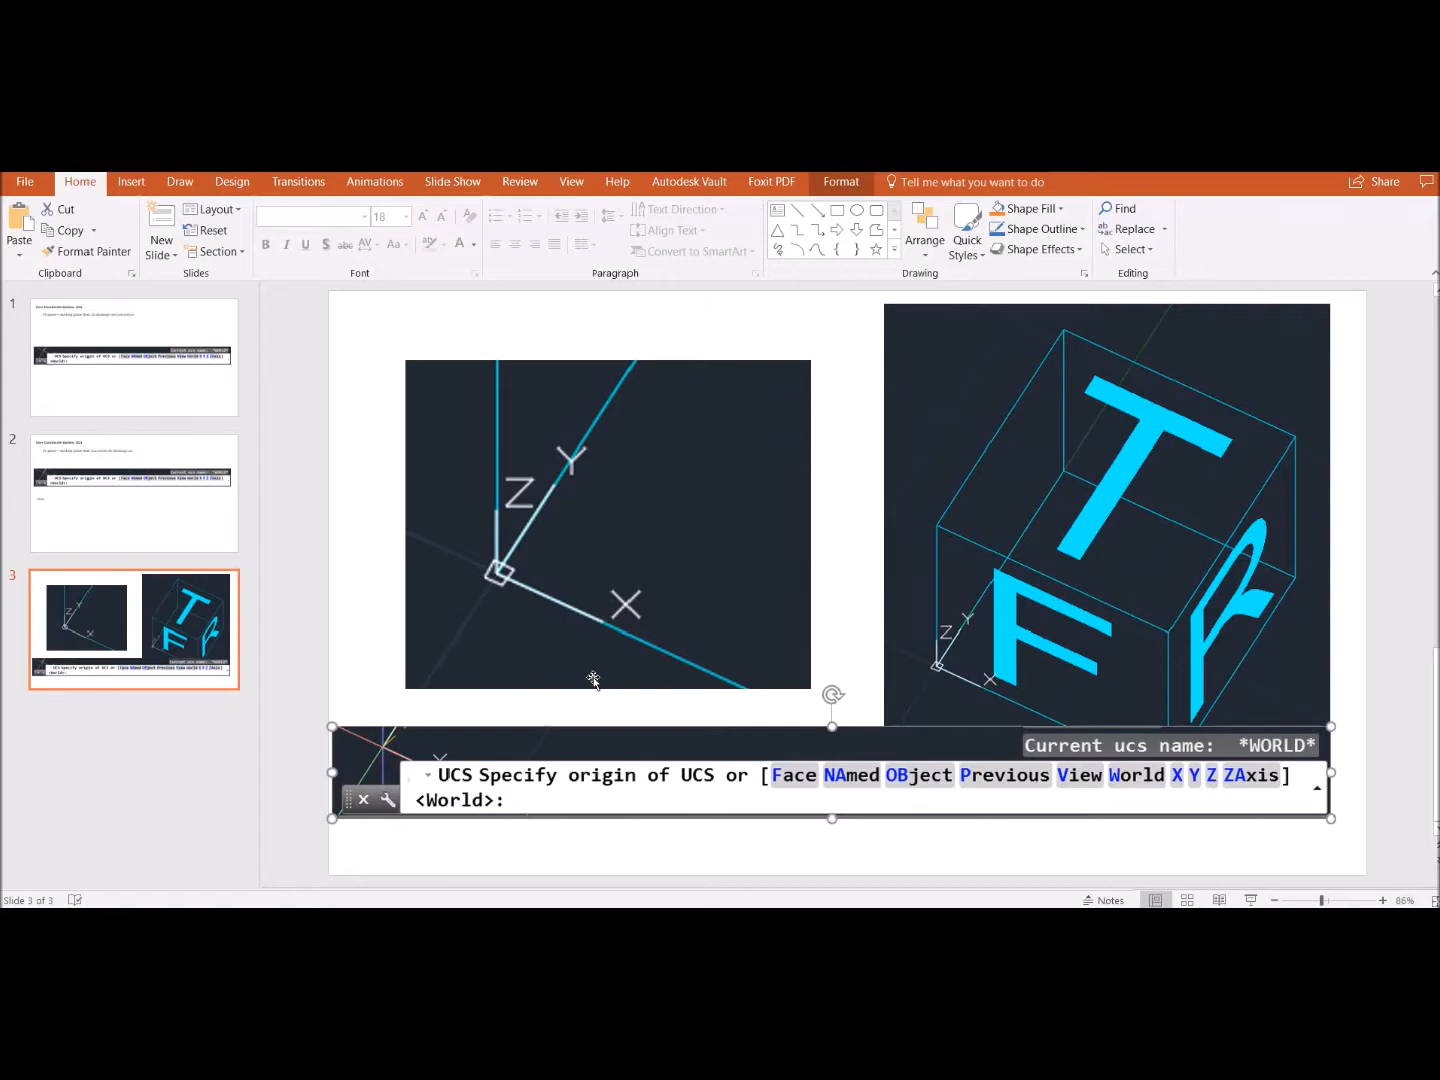 File Home Insert Draw Design Transitions Animations Slide Show Review View Help Autodesk Vault Foxit PDF Format Tell me what you want to do Share
Paste
Cut
Copy
Format Painter
Clipboard
New
Slide
Layout
Reset
Section
Slides
18
B I U S abc AV Aa A
Font
Text Direction
Align Text
Convert to SmartArt
Paragraph
Arrange
Quick
Styles
Shape Fill
Shape Outline
Shape Effects
Drawing
Find
Replace
Select
Editing
1
2
3
Z Y X
T
F
R
Z Y X
Current ucs name: *WORLD*
UCS Specify origin of UCS or [Face NAmed OBject Previous View World X Y Z ZAxis]
<World>:
Slide 3 of 3
Notes
86%